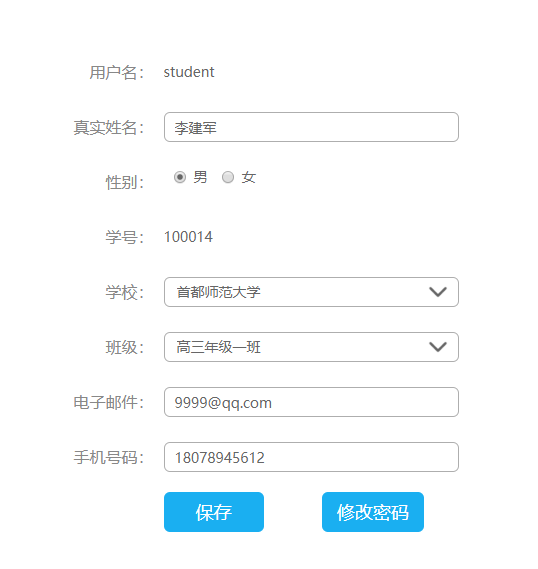 用户名： student
真实姓名： 李建军
性别： 男 女
学号： 100014
学校： 首都师范大学
班级： 高三年级一班
电子邮件： 9999@qq.com
手机号码： 18078945612
保存 修改密码